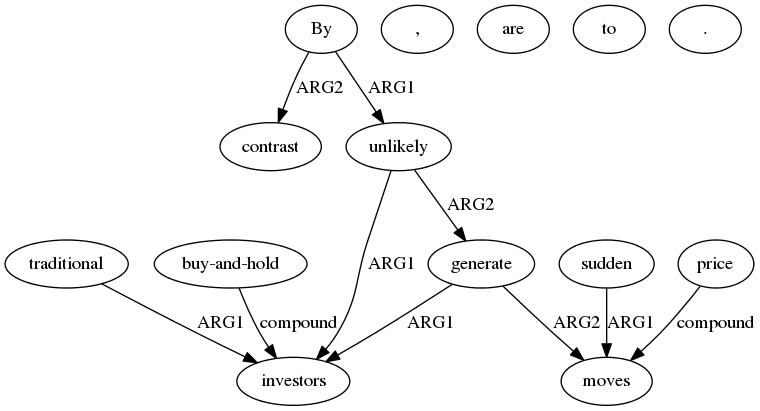 By , are to .
ARG2 ARG1
contrast unlikely
ARG2
traditional buy-and-hold ARG1 generate sudden price
ARG1 compound ARG1 ARG2 ARG1 compound
investors moves